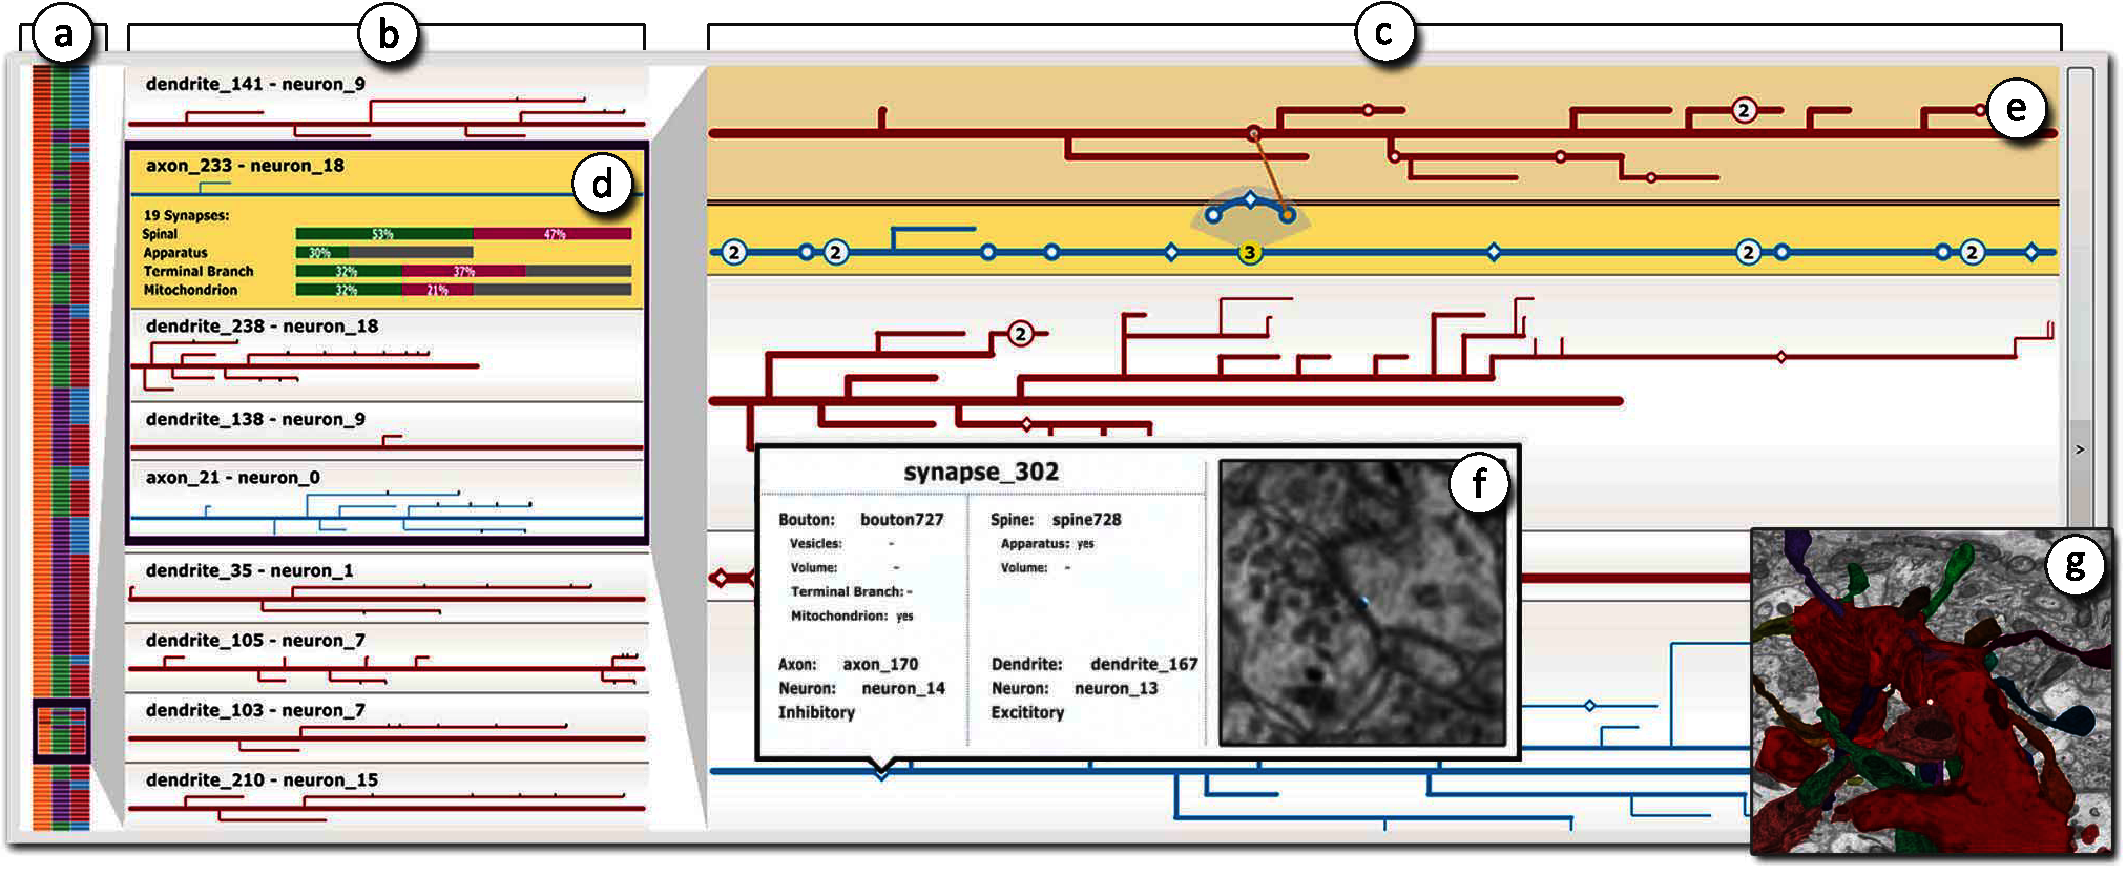 a
b
c
dendrite_141 - neuron_9
2
e
axon_233 - neuron_18
d
19 Synapses:
Spinal 53% 47%
Apparatus 30%
Terminal Branch 32% 37%
Mitochondrion 32% 21%
2 2 3 2 2
dendrite_238 - neuron_18
2
dendrite_138 - neuron_9
axon_21 - neuron_0
>
synapse_302
f
Bouton: bouton727
Vesicles: -
Volume: -
Terminal Branch: -
Mitochondrion: yes
Axon: axon_170
Neuron: neuron_14
Inhibitory
Spine: spine728
Apparatus: yes
Volume: -
Dendrite: dendrite_167
Neuron: neuron_13
Excititory
g
dendrite_35 - neuron_1
dendrite_105 - neuron_7
dendrite_103 - neuron_7
dendrite_210 - neuron_15